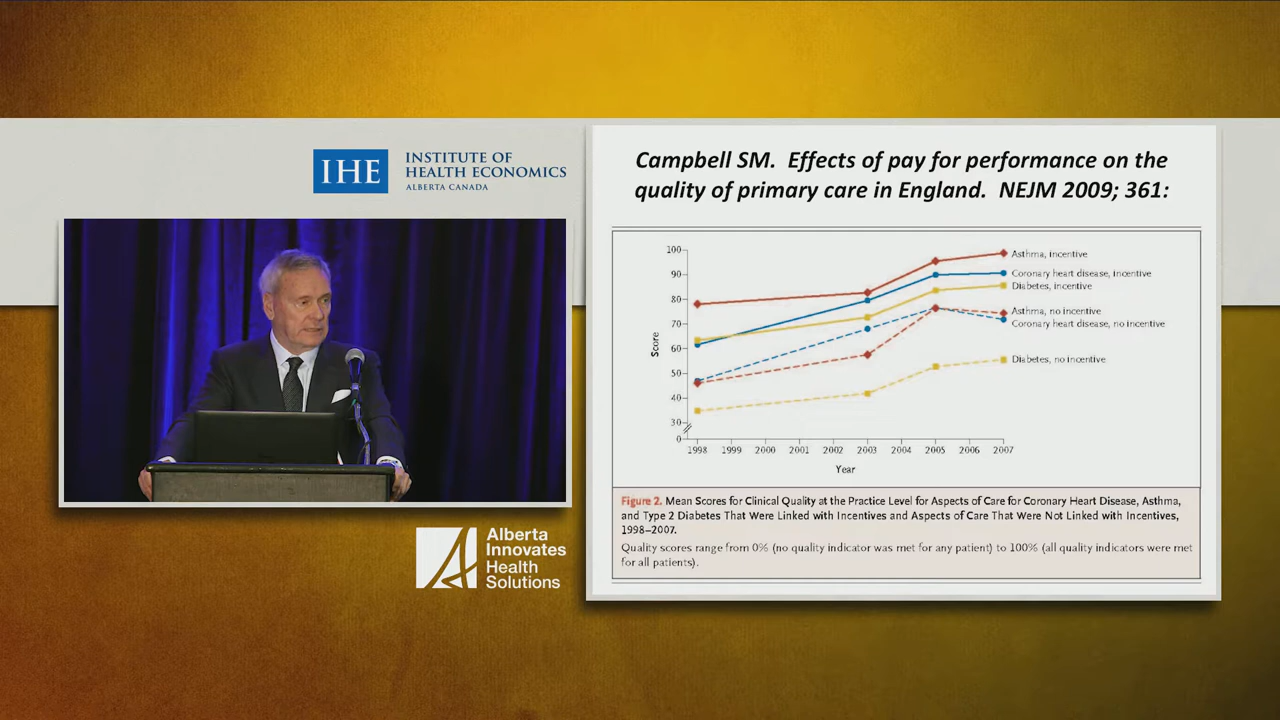 IHE
INSTITUTE OF
HEALTH ECONOMICS
ALBERTA CANADA
Alberta
Innovates
Health
Solutions
Campbell SM. Effects of pay for performance on the
quality of primary care in England. NEJM 2009; 361:
100
90
80
70
60
50
40
30
0
Score
Asthma, incentive
Coronary heart disease, incentive
Diabetes, incentive
Asthma, no incentive
Coronary heart disease, no incentive
Diabetes, no incentive
1998 1999 2000 2001 2002 2003 2004 2005 2006 2007
Year
Figure 2. Mean Scores for Clinical Quality at the Practice Level for Aspects of Care for Coronary Heart Disease, Asthma,
and Type 2 Diabetes That Were Linked with Incentives and Aspects of Care That Were Not Linked with Incentives,
1998–2007.
Quality scores range from 0% (no quality indicator was met for any patient) to 100% (all quality indicators were met
for all patients).